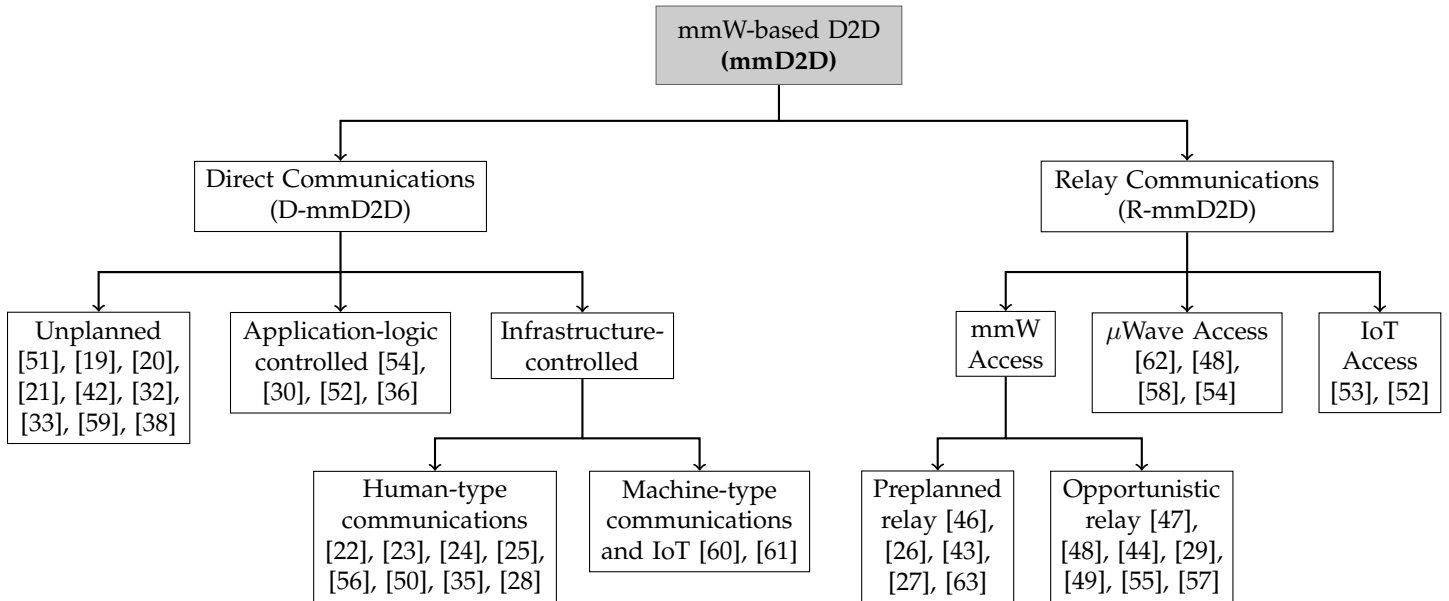 mmW-based D2D
(mmD2D)
Direct Communications
(D-mmD2D)
Relay Communications
(R-mmD2D)
Unplanned
[51], [19], [20],
[21], [42], [32],
[33], [59], [38]
Application-logic
controlled [54],
[30], [52], [36]
Infrastructure-
controlled
mmW
Access
μWave Access
[62], [48],
[58], [54]
IoT
Access
[53], [52]
Human-type
communications
[22], [23], [24], [25],
[56], [50], [35], [28]
Machine-type
communications
and IoT [60], [61]
Preplanned
relay [46],
[26], [43],
[27], [63]
Opportunistic
relay [47],
[48], [44], [29],
[49], [55], [57]